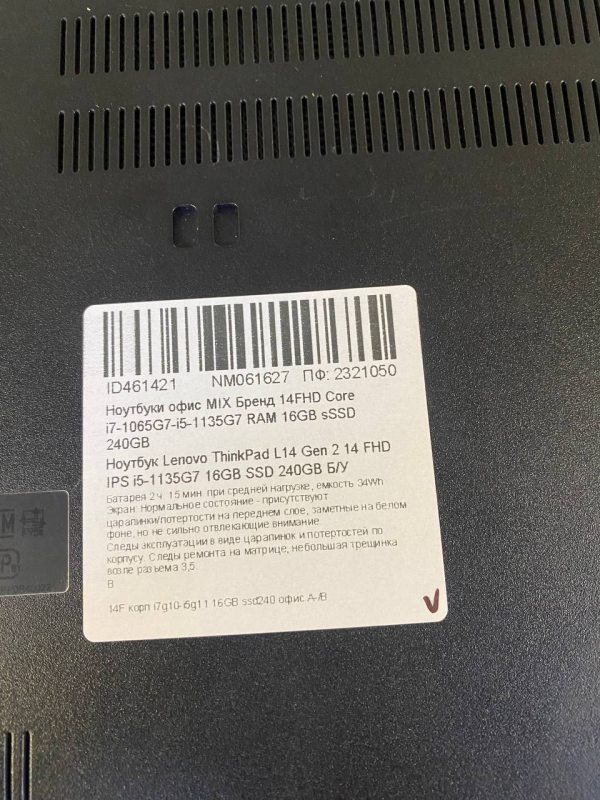 ID461421 NM061627 ПФ: 2321050
Ноутбуки офис MIX Бренд 14FHD Core
i7-1065G7-i5-1135G7 RAM 16GB sSSD
240GB
Ноутбук Lenovo ThinkPad L14 Gen 2 14 FHD
IPS i5-1135G7 16GB SSD 240GB Б/У
Батарея 2 ч. 15 мин. при средней нагрузке, емкость 34Wh
Экран: Нормальное состояние - присутствуют
царапинки/потертости на переднем слое, заметные на белом
фоне, но не сильно отвлекающие внимание.
Следы эксплуатации в виде царапинок и потертостей по
корпусу. Следы ремонта на матрице, небольшая трещинка
возле разъема 3,5.
В
14F корп i7g10-i5g11 16GB ssd240 офис А-/В